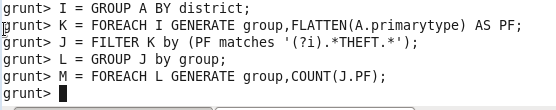 grunt> I = GROUP A BY district;
grunt> K = FOREACH I GENERATE group,FLATTEN(A.primarytype) AS PF;
grunt> J = FILTER K by (PF matches '(?i).*THEFT.*');
grunt> L = GROUP J by group;
grunt> M = FOREACH L GENERATE group,COUNT(J.PF);
grunt>